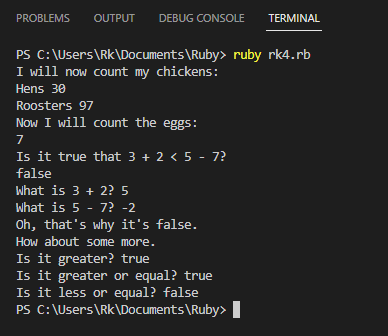 PROBLEMS OUTPUT DEBUG CONSOLE TERMINAL
PS C:\Users\Rk\Documents\Ruby> ruby rk4.rb
I will now count my chickens:
Hens 30
Roosters 97
Now I will count the eggs:
7
Is it true that 3 + 2 < 5 - 7?
false
What is 3 + 2? 5
What is 5 - 7? -2
Oh, that's why it's false.
How about some more.
Is it greater? true
Is it greater or equal? true
Is it less or equal? false
PS C:\Users\Rk\Documents\Ruby>